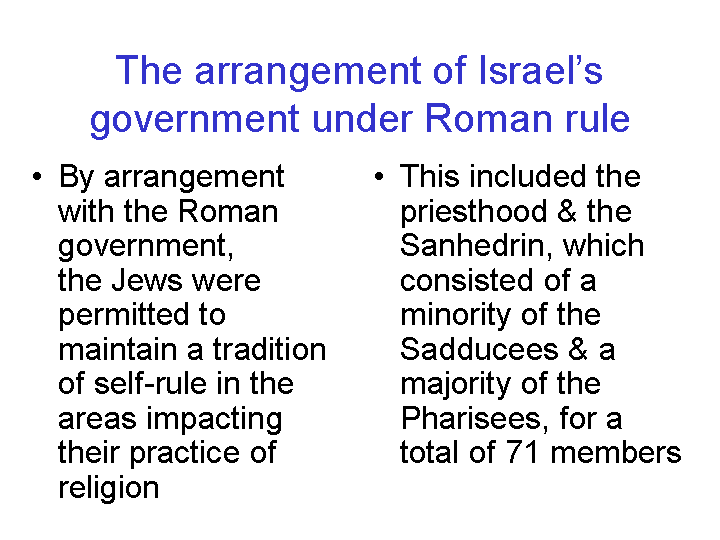 The arrangement of Israel’s
government under Roman rule
• By arrangement
with the Roman
government,
the Jews were
permitted to
maintain a tradition
of self-rule in the
areas impacting
their practice of
religion
• This included the
priesthood & the
Sanhedrin, which
consisted of a
minority of the
Sadducees & a
majority of the
Pharisees, for a
total of 71 members